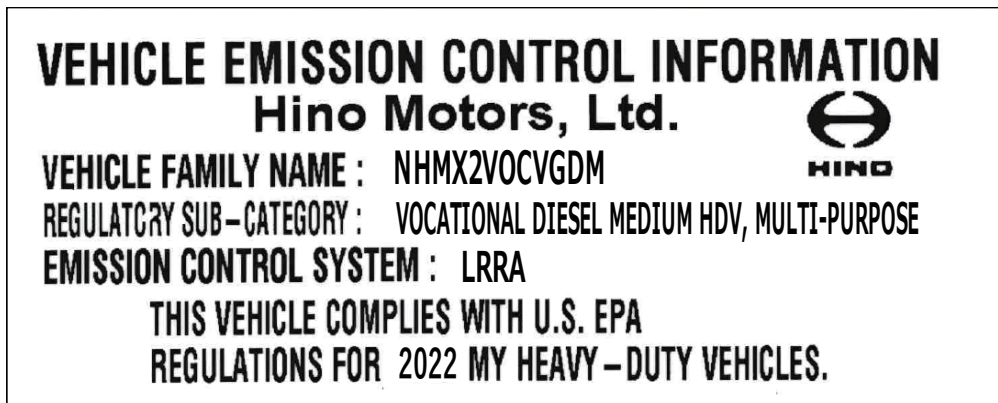 VEHICLE EMISSION CONTROL INFORMATION
Hino Motors, Ltd.
HINO
VEHICLE FAMILY NAME : NHMX2VOCVGDM
REGULATORY SUB-CATEGORY : VOCATIONAL DIESEL MEDIUM HDV, MULTI-PURPOSE
EMISSION CONTROL SYSTEM : LRRA
THIS VEHICLE COMPLIES WITH U.S. EPA
REGULATIONS FOR 2022 MY HEAVY-DUTY VEHICLES.